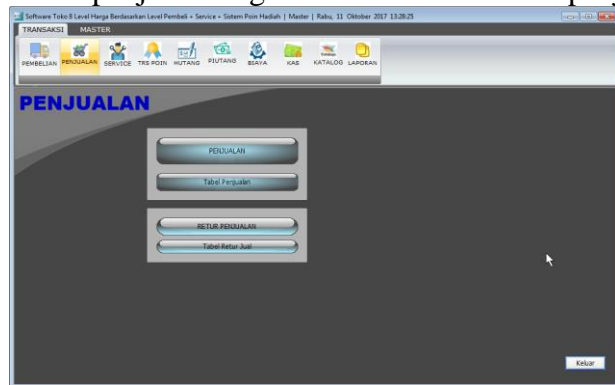 Software Toko 8 Level Harga Berdasarkan Level Pembeli + Service + Sistem Poin Hadiah | Master | Rabu, 11 Oktober 2017 13:28:25
TRANSAKSI MASTER
PEMBELIAN PENJUALAN SERVICE TRS POIN HUTANG PIUTANG BIAYA KAS KATALOG LAPORAN
PENJUALAN
PENJUALAN
Tabel Penjualan
RETUR PENJUALAN
Tabel Retur Jual
Keluar